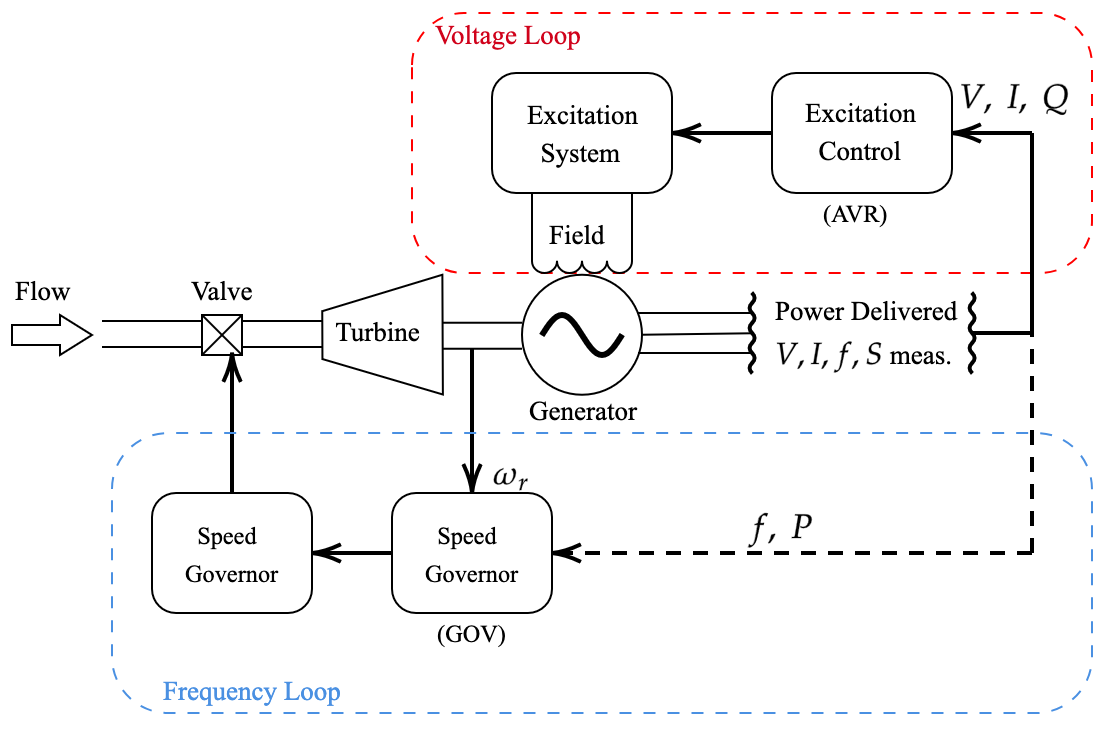 Voltage Loop
Excitation
System
Excitation
Control
V, I, Q
(AVR)
Field
Flow
Valve
Turbine
Power Delivered
V, I, f, S meas.
Generator
ω_r
Speed
Governor
Speed
Governor
f, P
(GOV)
Frequency Loop